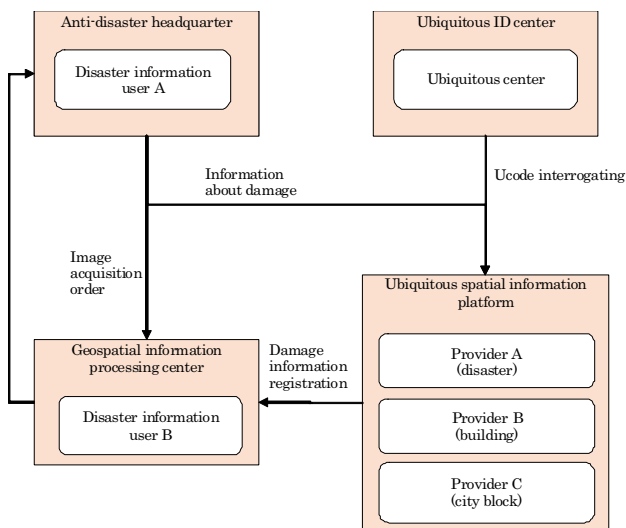 Anti-disaster headquarter
Disaster information
user A
Ubiquitous ID center
Ubiquitous center
Information
about damage
Ucode interrogating
Image
acquisition
order
Ubiquitous spatial information
platform
Provider A
(disaster)
Provider B
(building)
Provider C
(city block)
Geospatial information
processing center
Disaster information
user B
Damage
information
registration